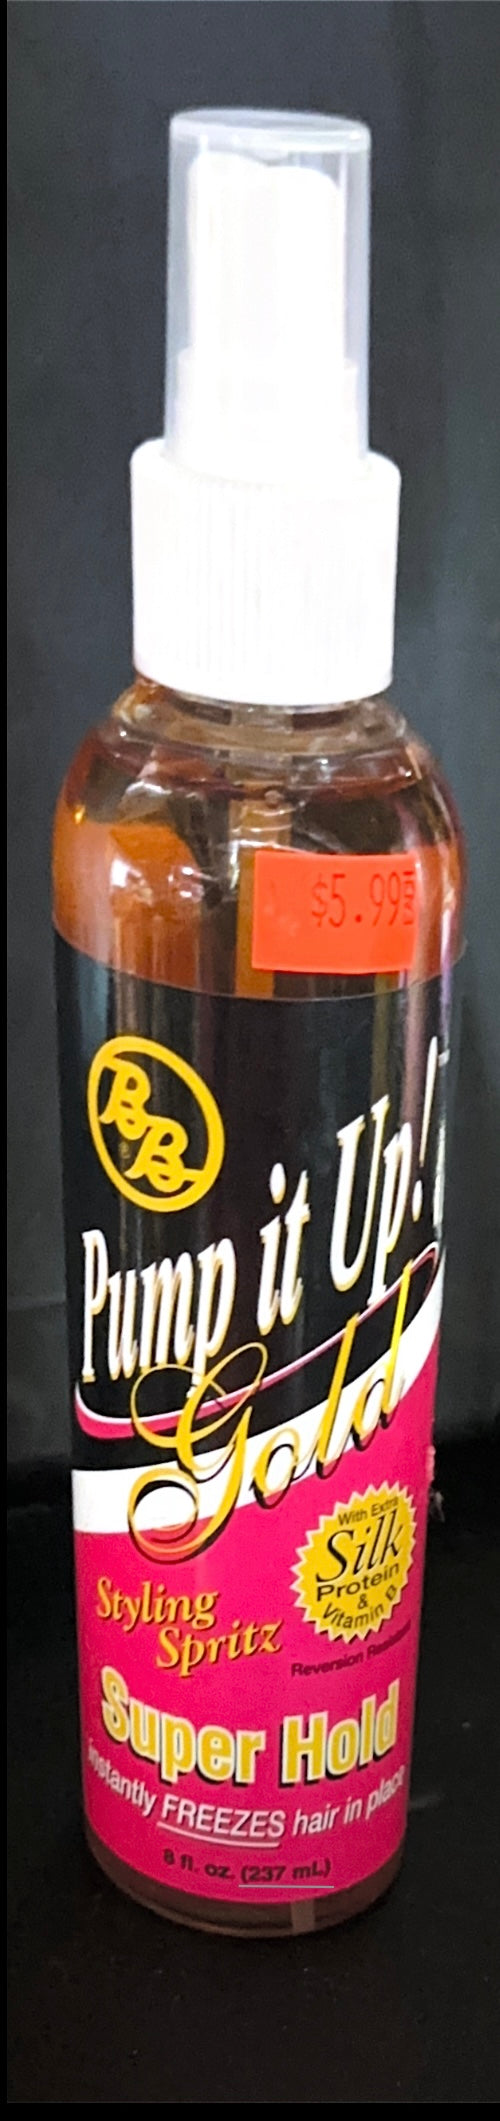 $5.99
BB
Pump it Up!
Gold
With Extra
Silk
Protein
&
Vitamin B
Styling
Spritz
Reversion
Super Hold
Instantly FREEZES hair in place
8 fl. oz. (237 mL)